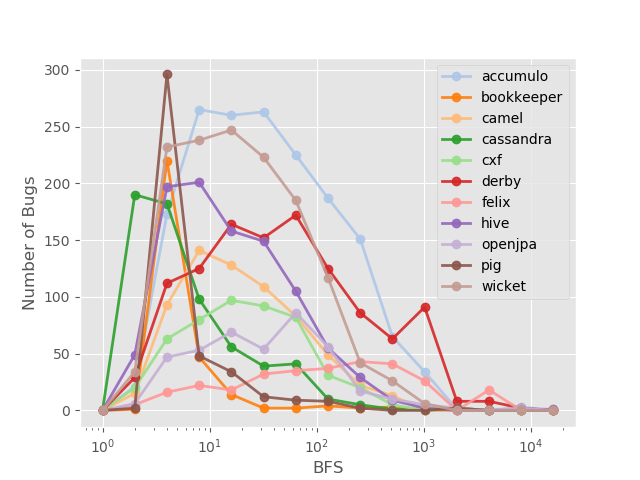 300
250
200
150
100
50
0
Number of Bugs
10^0
10^1
10^2
10^3
10^4
BFS
accumulo
bookkeeper
camel
cassandra
cxf
derby
felix
hive
openjpa
pig
wicket